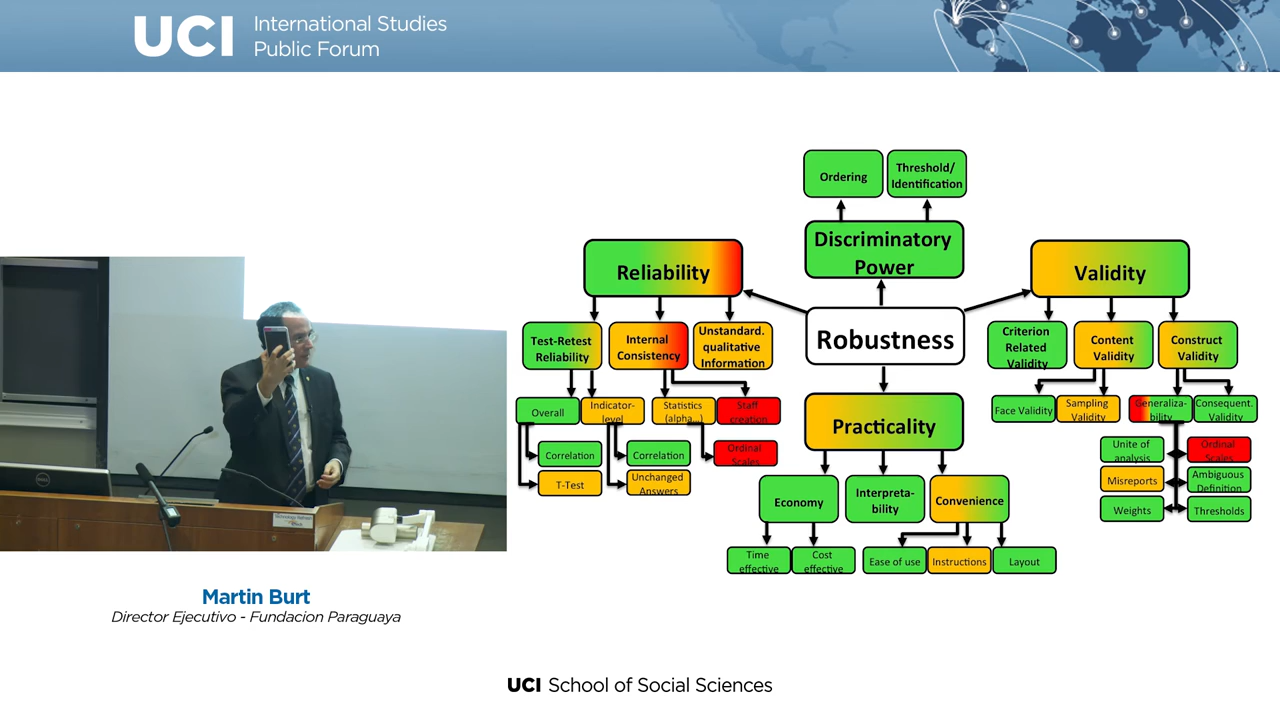 UCI International Studies
Public Forum
Ordering
Threshold/
Identification
Discriminatory
Power
Reliability
Validity
Robustness
Test-Retest
Reliability
Internal
Consistency
Unstandard.
qualitative
Information
Criterion
Related
Validity
Content
Validity
Construct
Validity
Overall
Indicator-
level
Statistics
(alpha...)
Staff
creation
Face Validity
Sampling
Validity
Generaliza-
bility
Consequent.
Validity
Practicality
Correlation
Correlation
Ordinal
Scales
T-Test
Unchanged
Answers
Unite of
analysis
Ordinal
Scales
Misreports
Ambiguous
Definition
Weights
Thresholds
Economy
Interpreta-
bility
Convenience
Time
effective
Cost
effective
Ease of use
Instructions
Layout
DELL
Martin Burt
Director Ejecutivo - Fundacion Paraguaya
UCI School of Social Sciences